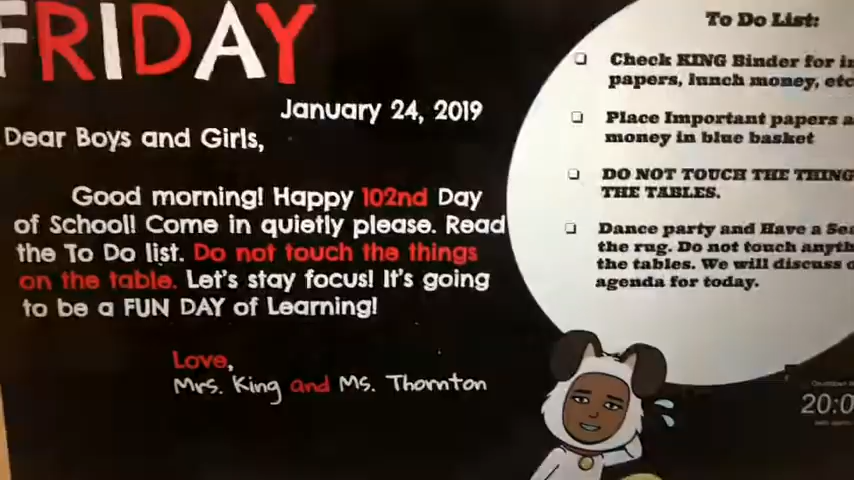 FRIDAY
January 24, 2019
Dear Boys and Girls,
Good morning! Happy 102nd Day
of School! Come in quietly please. Read
the To Do list. Do not touch the things
on the table. Let's stay focus! It's going
to be a FUN DAY of Learning!
Love,
Mrs. King and Ms. Thornton
To Do List:
❑ Check KING Binder for
papers, lunch money, etc
❑ Place Important papers
money in blue basket
❑ DO NOT TOUCH THE THING
THE TABLES.
❑ Dance party and Have a
the rug. Do not touch
the tables. We will discuss
agenda for today.
20:0